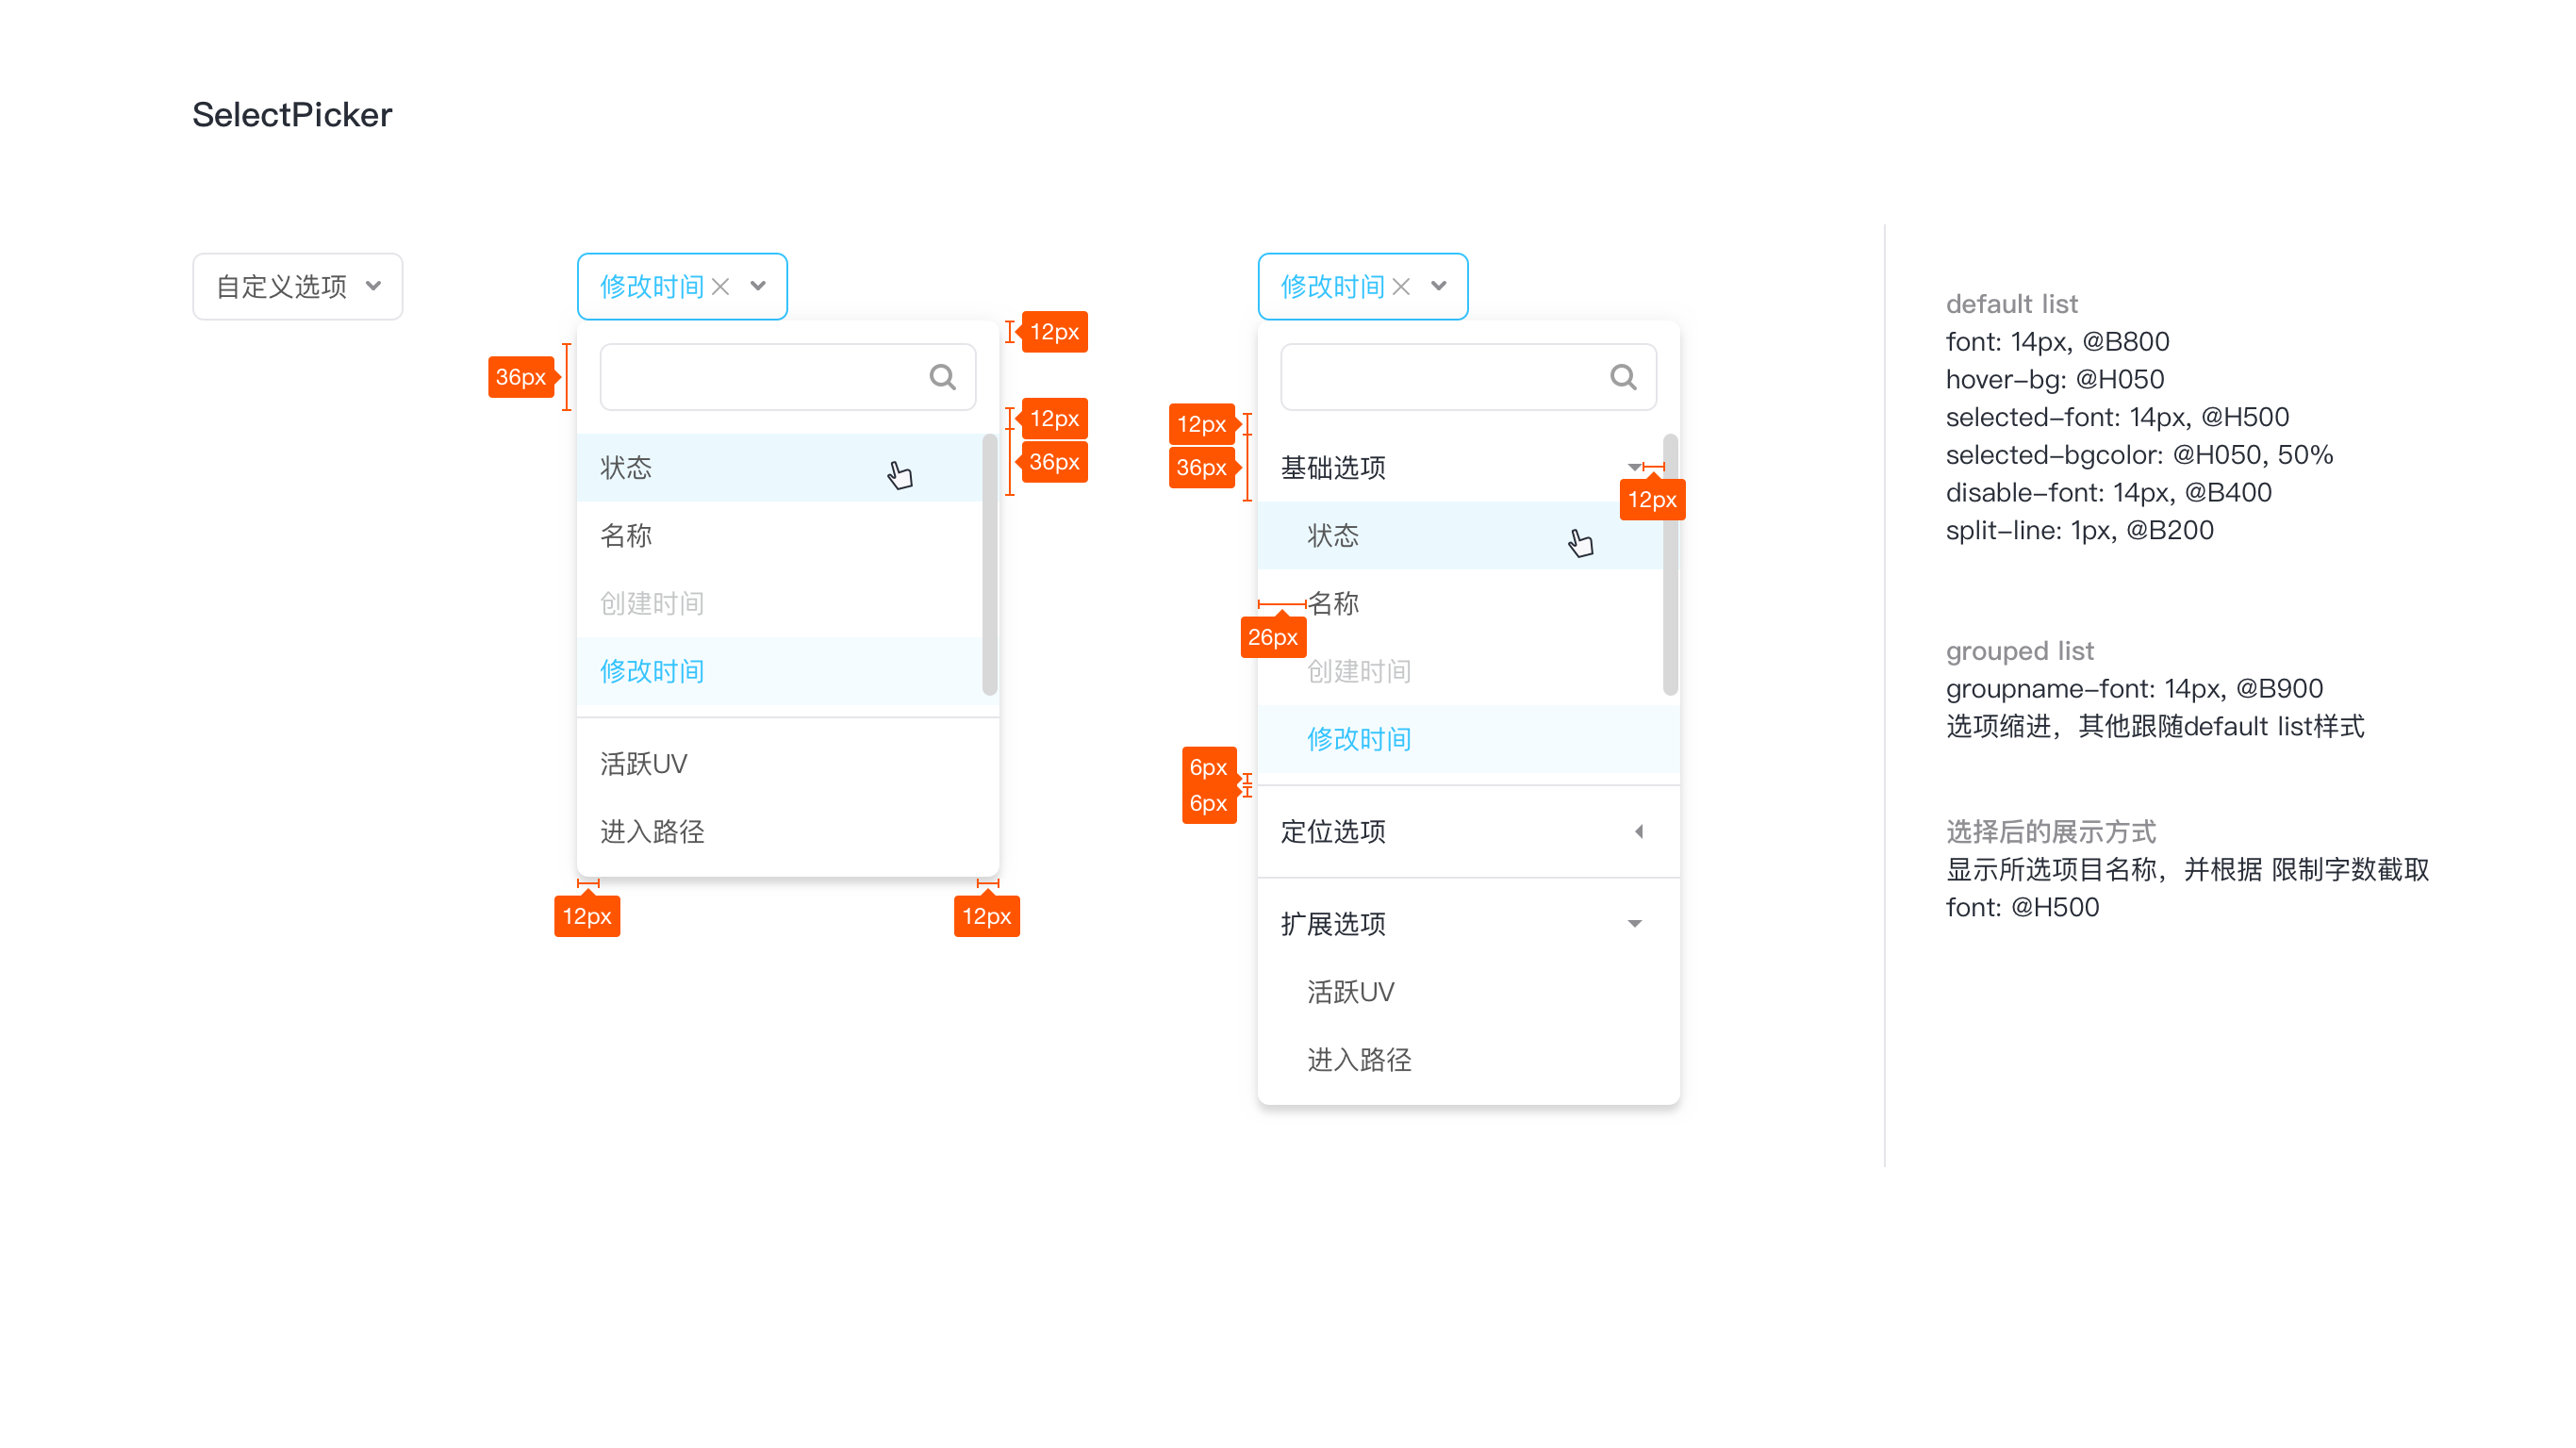 SelectPicker
自定义选项
修改时间
12px
36px
12px
36px
状态
名称
创建时间
修改时间
活跃UV
进入路径
12px
12px
修改时间
12px
36px
基础选项
12px
状态
名称
26px
创建时间
修改时间
6px
6px
定位选项
扩展选项
活跃UV
进入路径
default list
font: 14px, @B800
hover-bg: @H050
selected-font: 14px, @H500
selected-bgcolor: @H050, 50%
disable-font: 14px, @B400
split-line: 1px, @B200
grouped list
groupname-font: 14px, @B900
选项缩进，其他跟随default list样式
选择后的展示方式
显示所选项目名称，并根据 限制字数截取
font: @H500